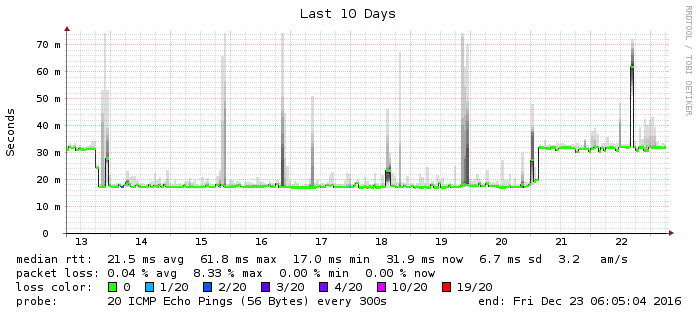 Last 10 Days
RRDTOOL / TOBI OETIKER
Seconds
70 m
60 m
50 m
40 m
30 m
20 m
10 m
0
13 14 15 16 17 18 19 20 21 22
median rtt: 21.5 ms avg 61.8 ms max 17.0 ms min 31.9 ms now 6.7 ms sd 3.2 am/s
packet loss: 0.04 % avg 8.33 % max 0.00 % min 0.00 % now
loss color: 0 1/20 2/20 3/20 4/20 10/20 19/20
probe: 20 ICMP Echo Pings (56 Bytes) every 300s end: Fri Dec 23 06:05:04 2016